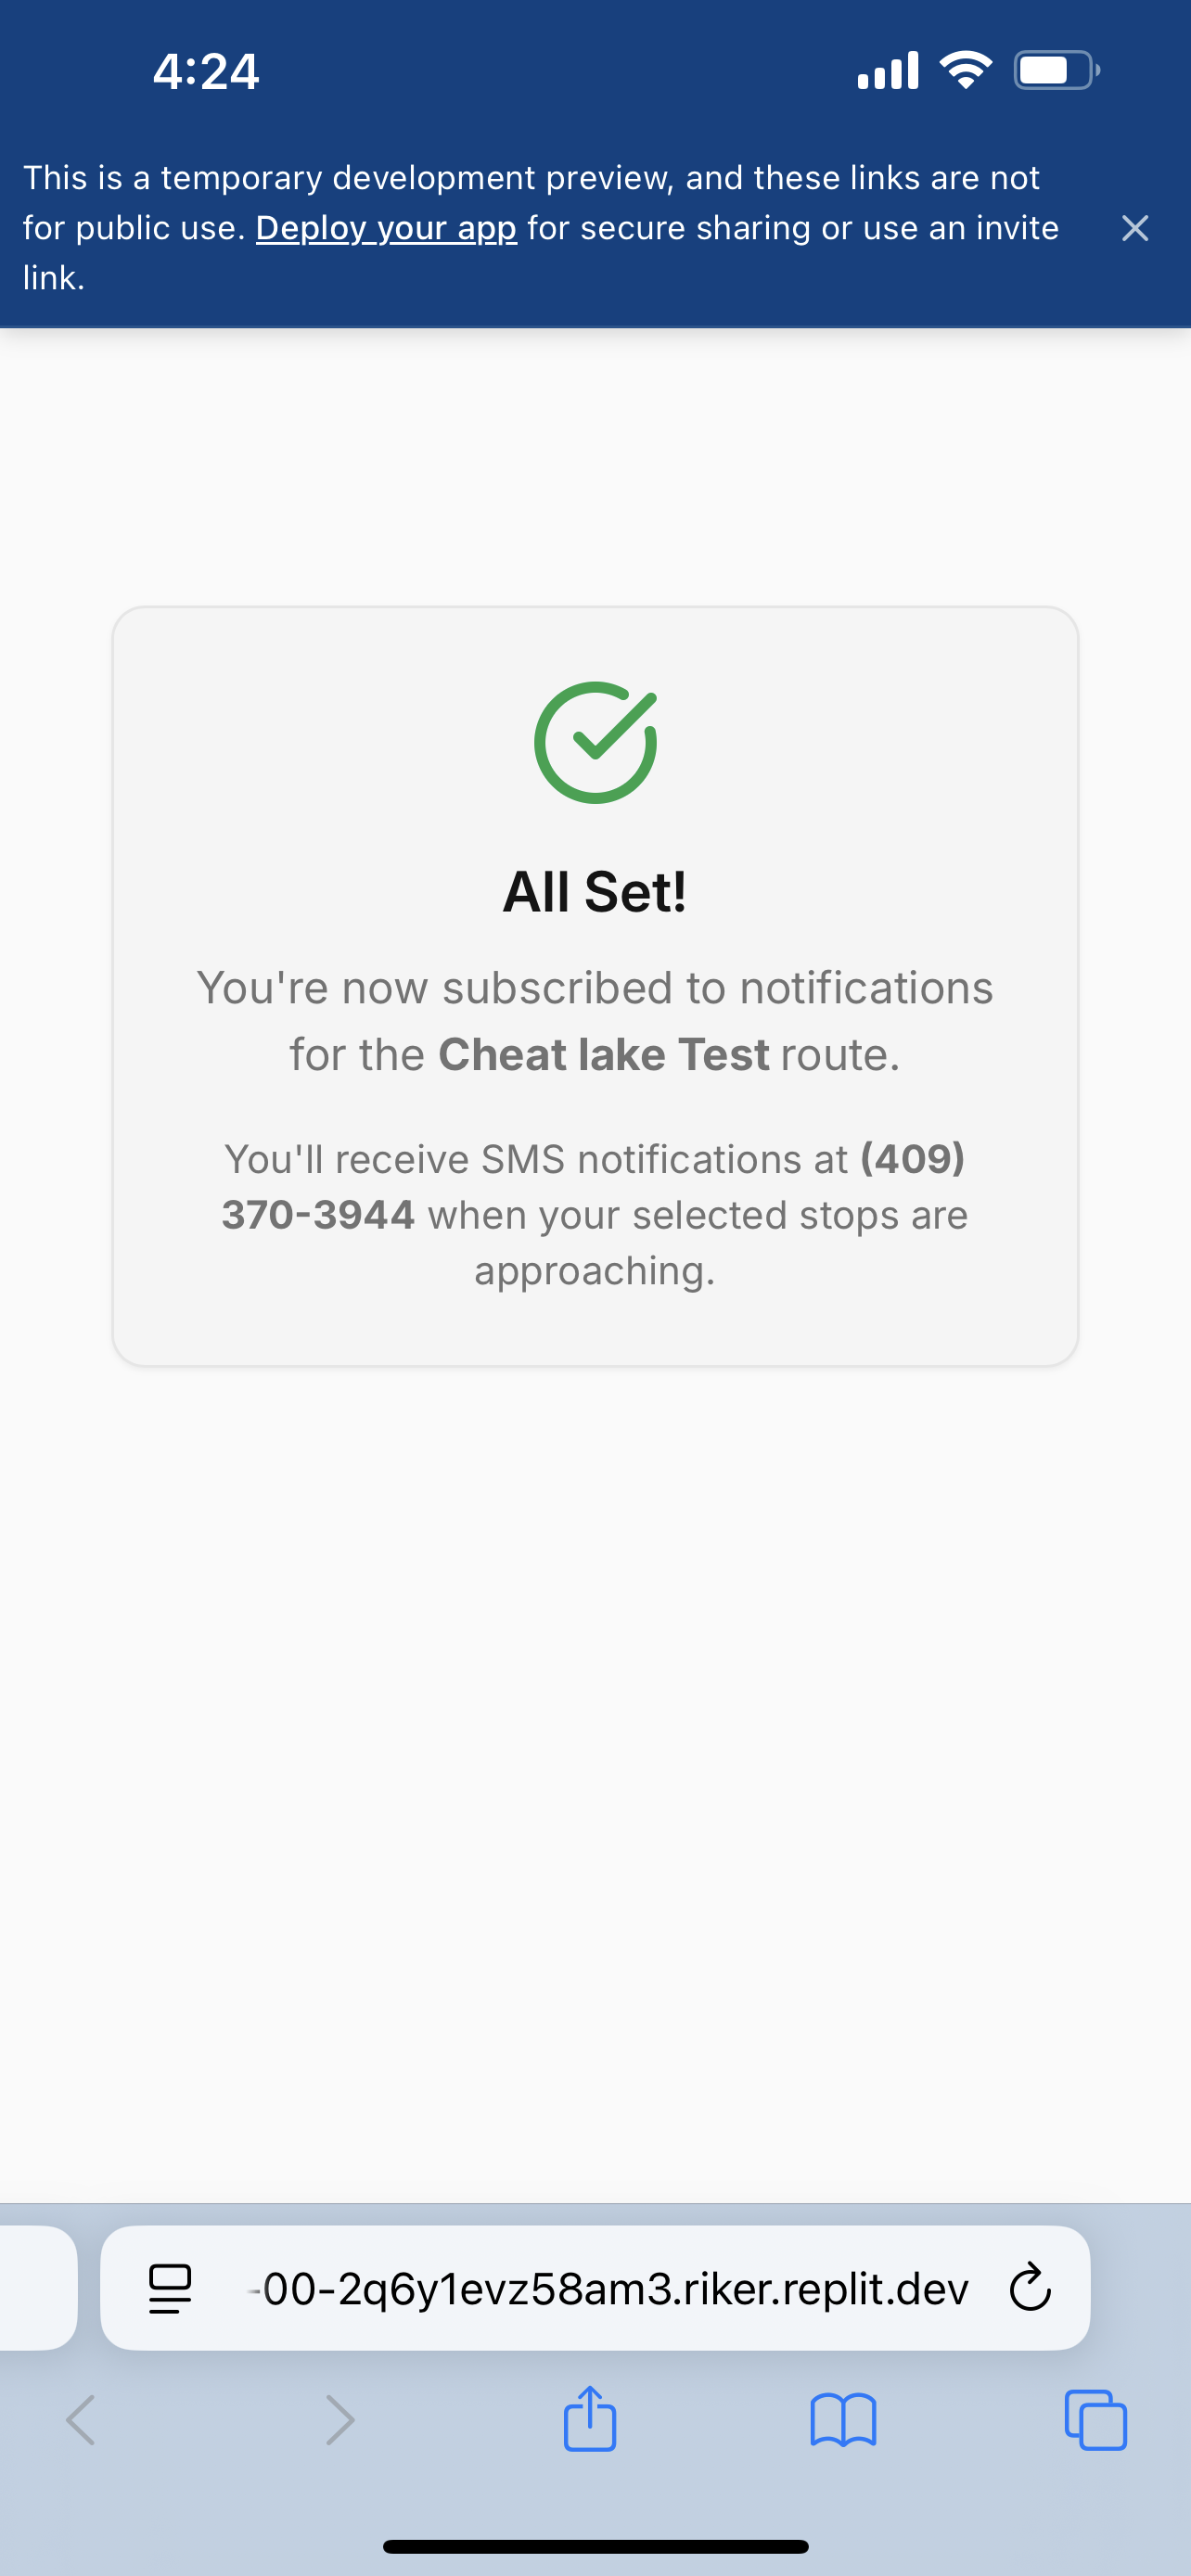 4:24
This is a temporary development preview, and these links are not
for public use. Deploy your app for secure sharing or use an invite
link.
All Set!
You're now subscribed to notifications
for the Cheat lake Test route.
You'll receive SMS notifications at (409)
370-3944 when your selected stops are
approaching.
-00-2q6y1evz58am3.riker.replit.dev